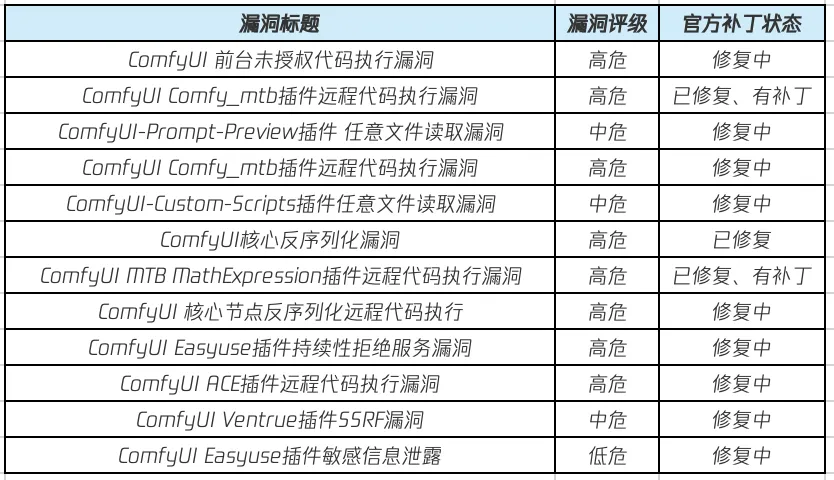 漏洞标题 漏洞评级 官方补丁状态
ComfyUI 前台未授权代码执行漏洞 高危 修复中
ComfyUI Comfy_mtb插件远程代码执行漏洞 高危 已修复、有补丁
ComfyUI-Prompt-Preview插件 任意文件读取漏洞 中危 修复中
ComfyUI Comfy_mtb插件远程代码执行漏洞 高危 修复中
ComfyUI-Custom-Scripts插件任意文件读取漏洞 中危 修复中
ComfyUI核心反序列化漏洞 高危 已修复
ComfyUI MTB MathExpression插件远程代码执行漏洞 高危 已修复、有补丁
ComfyUI 核心节点反序列化远程代码执行 高危 修复中
ComfyUI Easyuse插件持续性拒绝服务漏洞 高危 修复中
ComfyUI ACE插件远程代码执行漏洞 高危 修复中
ComfyUI Ventrue插件SSRF漏洞 中危 修复中
ComfyUI Easyuse插件敏感信息泄露 低危 修复中